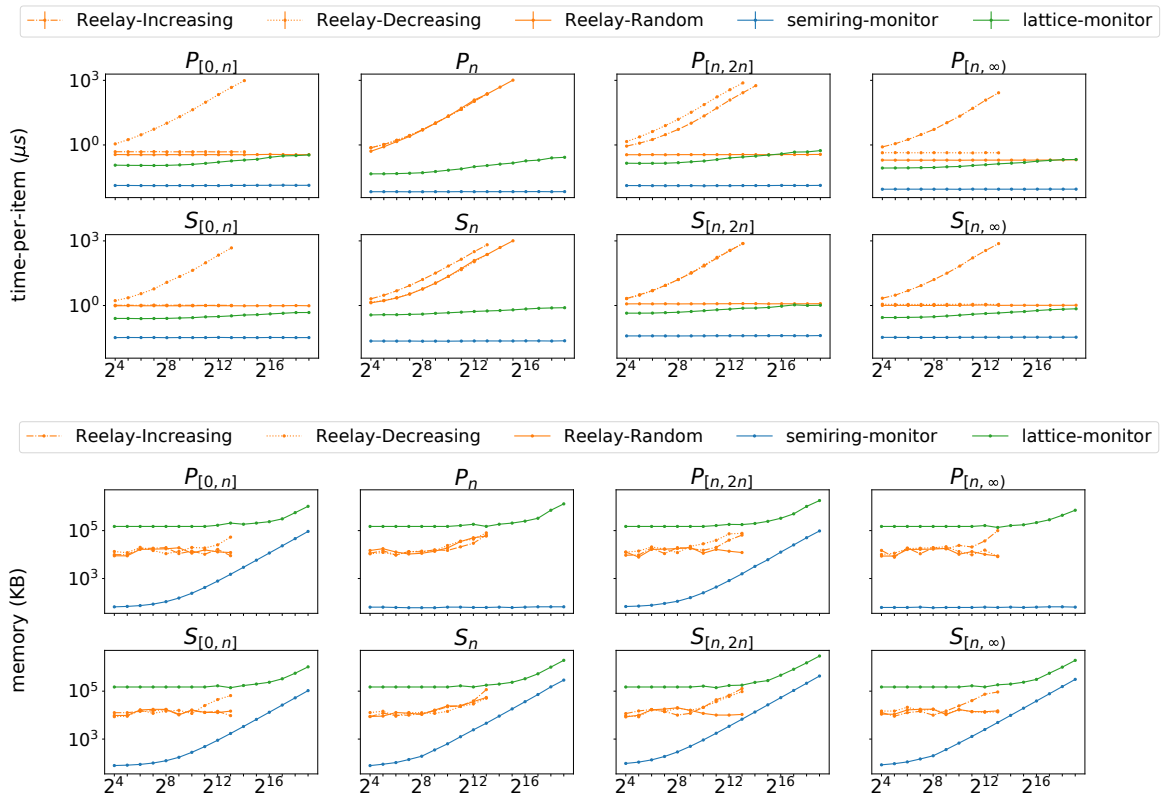 Reelay-Increasing Reelay-Decreasing Reelay-Random semiring-monitor lattice-monitor
P[0, n] Pn P[n, 2n] P[n, ∞)
10³
10⁰
time-per-item (μs)
S[0, n] Sn S[n, 2n] S[n, ∞)
10³
10⁰
2⁴ 2⁸ 2¹² 2¹⁶ 2⁴ 2⁸ 2¹² 2¹⁶ 2⁴ 2⁸ 2¹² 2¹⁶ 2⁴ 2⁸ 2¹² 2¹⁶
Reelay-Increasing Reelay-Decreasing Reelay-Random semiring-monitor lattice-monitor
P[0, n] Pn P[n, 2n] P[n, ∞)
10⁵
10³
memory (KB)
S[0, n] Sn S[n, 2n] S[n, ∞)
10⁵
10³
2⁴ 2⁸ 2¹² 2¹⁶ 2⁴ 2⁸ 2¹² 2¹⁶ 2⁴ 2⁸ 2¹² 2¹⁶ 2⁴ 2⁸ 2¹² 2¹⁶